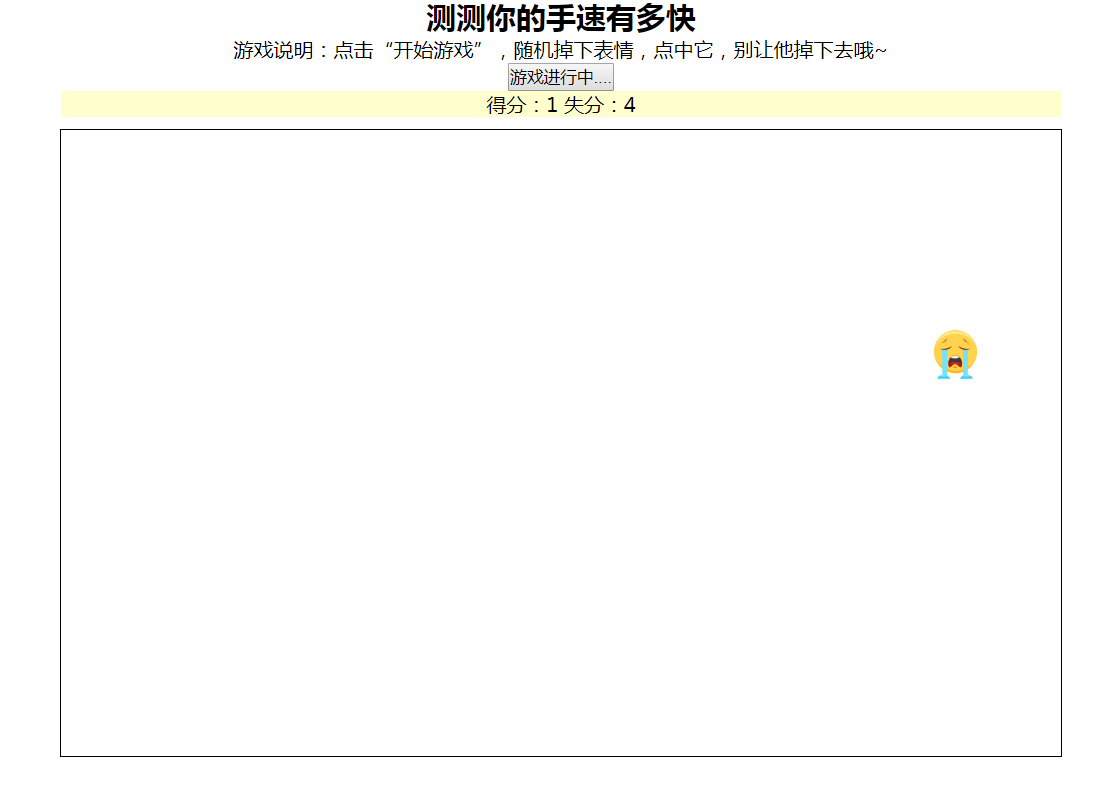 测测你的手速有多快
游戏说明：点击“开始游戏”，随机掉下表情，点中它，别让他掉下去哦~
游戏进行中....
得分：1 失分：4